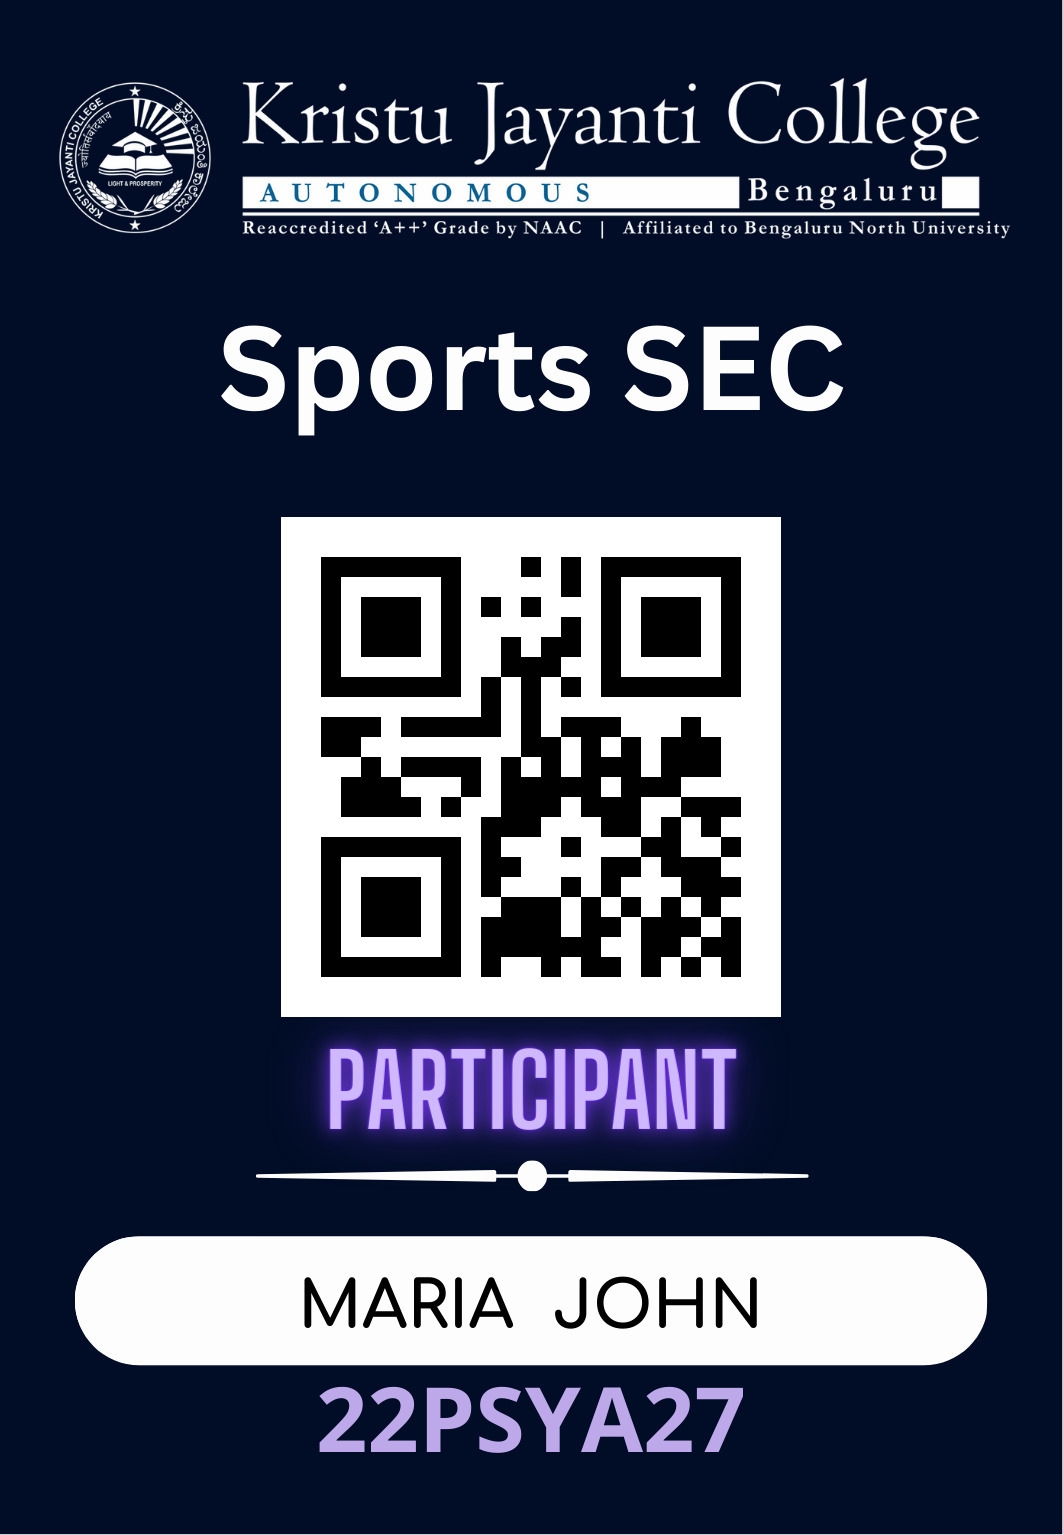 Kristu Jayanti College
AUTONOMOUS Bengaluru
Reaccredited ‘A++’ Grade by NAAC | Affiliated to Bengaluru North University
KRISTU JAYANTI COLLEGE
LIGHT & PROSPERITY
Sports SEC
PARTICIPANT
MARIA JOHN
22PSYA27